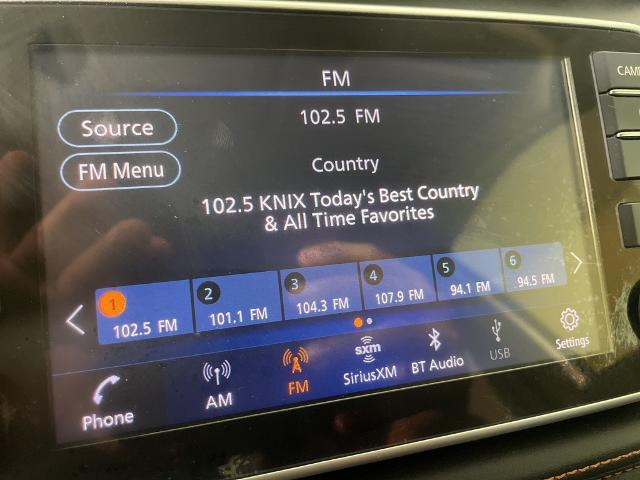 FM
CAME
102.5 FM
Source
FM Menu
Country
102.5 KNIX Today's Best Country
& All Time Favorites
1
102.5 FM
2
101.1 FM
3
104.3 FM
4
107.9 FM
5
94.1 FM
6
94.5 FM
Phone
AM
FM
sxm
SiriusXM
BT Audio
USB
Settings